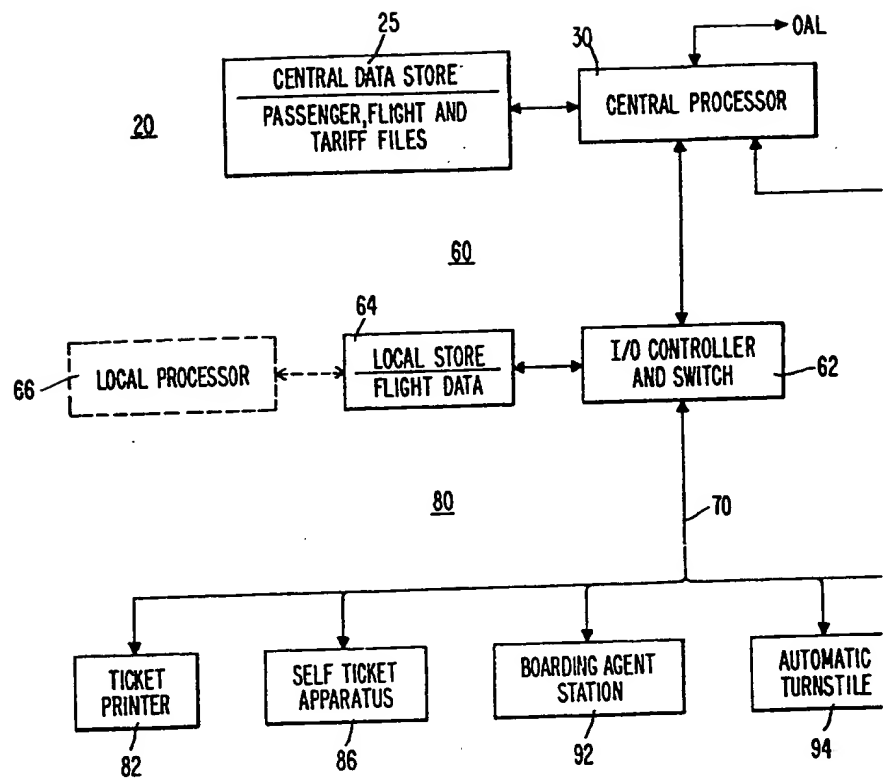 25
CENTRAL DATA STORE
PASSENGER, FLIGHT AND
TARIFF FILES
20
30
OAL
CENTRAL PROCESSOR
60
64
LOCAL STORE
FLIGHT DATA
66
LOCAL PROCESSOR
I/O CONTROLLER
AND SWITCH
62
80
70
TICKET
PRINTER
82
SELF TICKET
APPARATUS
86
BOARDING AGENT
STATION
92
AUTOMATIC
TURNSTILE
94